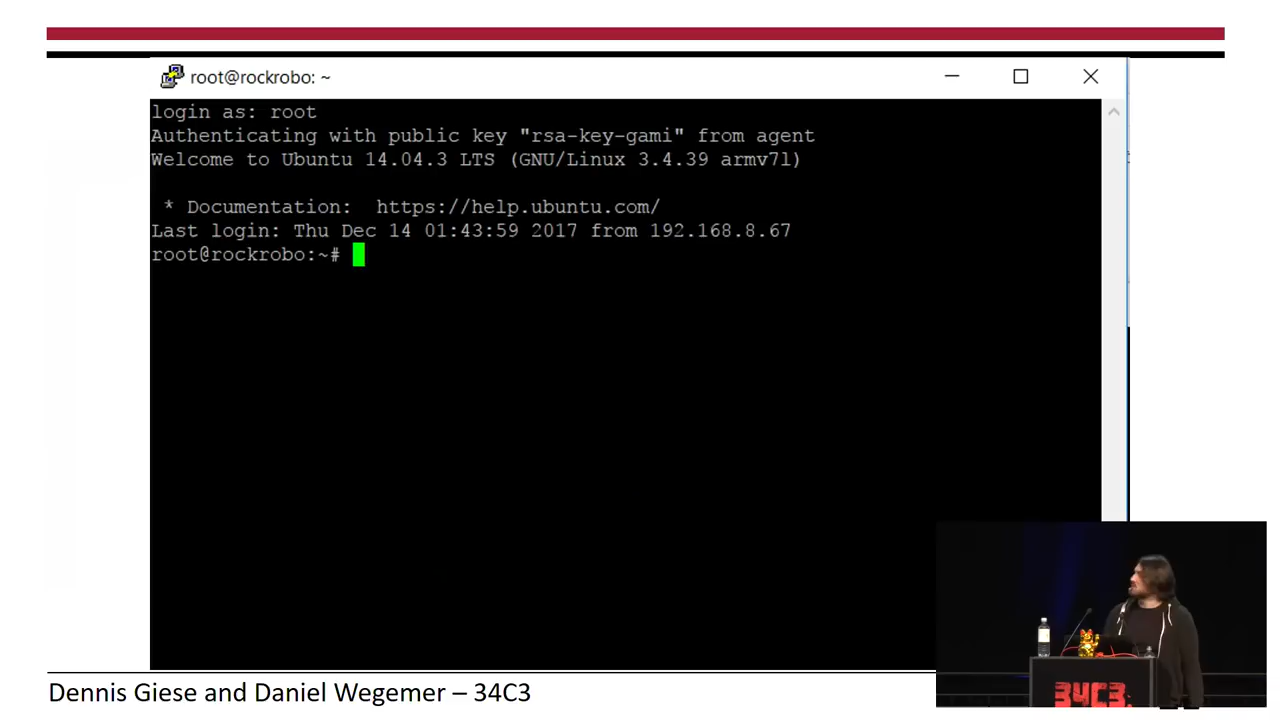 root@rockrobo: ~
login as: root
Authenticating with public key "rsa-key-gami" from agent
Welcome to Ubuntu 14.04.3 LTS (GNU/Linux 3.4.39 armv7l)
* Documentation:  https://help.ubuntu.com/
Last login: Thu Dec 14 01:43:59 2017 from 192.168.8.67
root@rockrobo:~#
Dennis Giese and Daniel Wegemer – 34C3
34C3